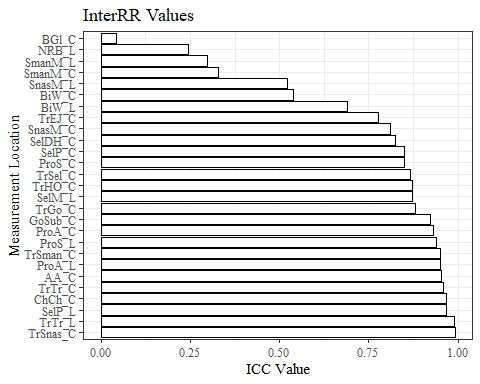 InterRR Values
BGl_C
NRB_L
SmanM_L
SmanM_C
SnasM_L
BiW_C
BiW_L
TrEJ_C
SnasM_C
SelDH_C
SelP_C
ProS_C
TrSel_C
TrHO_C
SelM_L
TrGo_C
GoSub_C
ProA_C
ProS_L
TrSman_C
ProA_L
AA_C
TrTr_C
ChCh_C
SelP_L
TrTr_L
TrSnas_C
Measurement Location
0.00 0.25 0.50 0.75 1.00
ICC Value